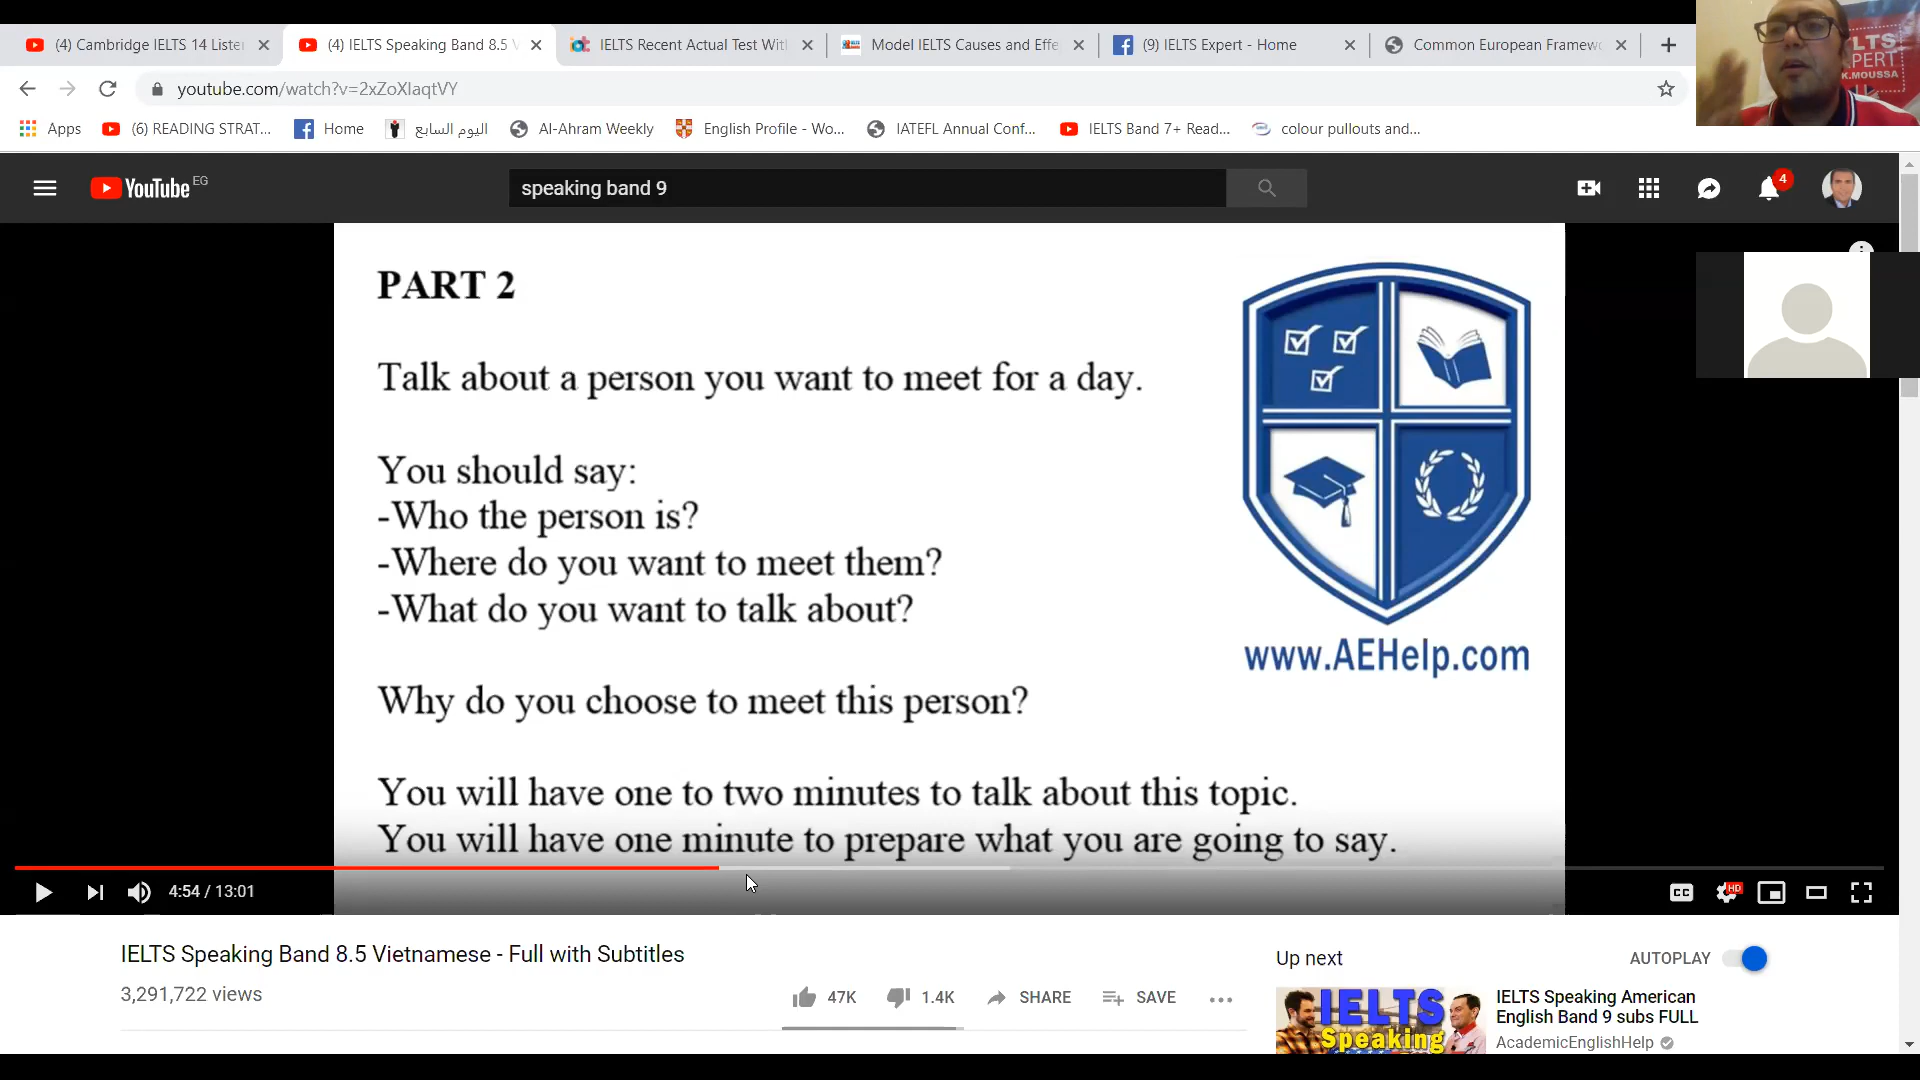 (4) Cambridge IELTS 14 Liste
(4) IELTS Speaking Band 8.5 V
IELTS Recent Actual Test Wit
Model IELTS Causes and Effe
(9) IELTS Expert - Home
Common European Framew
LTS
PERT
K.MOUSSA
youtube.com/watch?v=2xZoXlaqtVY
Apps
(6) READING STRAT...
Home
اليوم السابع
Al-Ahram Weekly
English Profile - Wo...
IATEFL Annual Conf...
IELTS Band 7+ Read...
colour pullouts and...
YouTube EG
speaking band 9
4
PART 2
Talk about a person you want to meet for a day.
You should say:
-Who the person is?
-Where do you want to meet them?
-What do you want to talk about?
Why do you choose to meet this person?
You will have one to two minutes to talk about this topic.
You will have one minute to prepare what you are going to say.
www.AEHelp.com
4:54 / 13:01
CC
HD
IELTS Speaking Band 8.5 Vietnamese - Full with Subtitles
3,291,722 views
47K
1.4K
SHARE
SAVE
Up next
AUTOPLAY
IELTS
Speaking
IELTS Speaking American
English Band 9 subs FULL
AcademicEnglishHelp